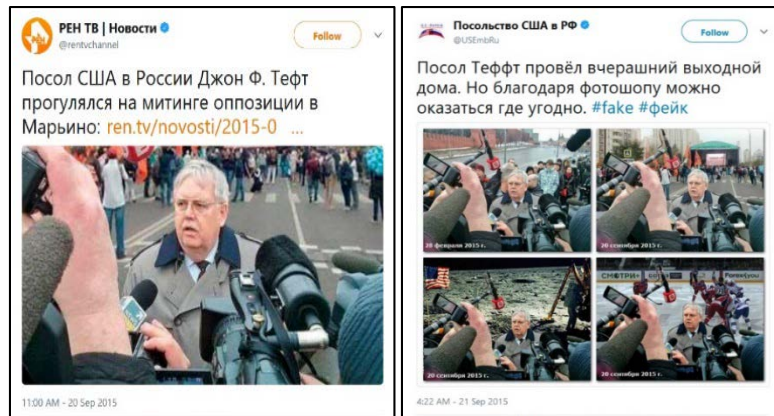 РЕН ТВ | Новости
@rentvchannel
Follow
Посол США в России Джон Ф. Тефт
прогулялся на митинге оппозиции в
Марьино: ren.tv/novosti/2015-0 ...
11:00 AM - 20 Sep 2015
Посольство США в РФ
@USEmbRu
Follow
Посол Теффт провёл вчерашний выходной
дома. Но благодаря фотошопу можно
оказаться где угодно. #fake #фейк
20 февраля 2015 г.
20 сентября 2015 г.
СМОТРИ+
20 сентября 2015 г.
20 сентября 2015 г.
4:22 AM - 21 Sep 2015